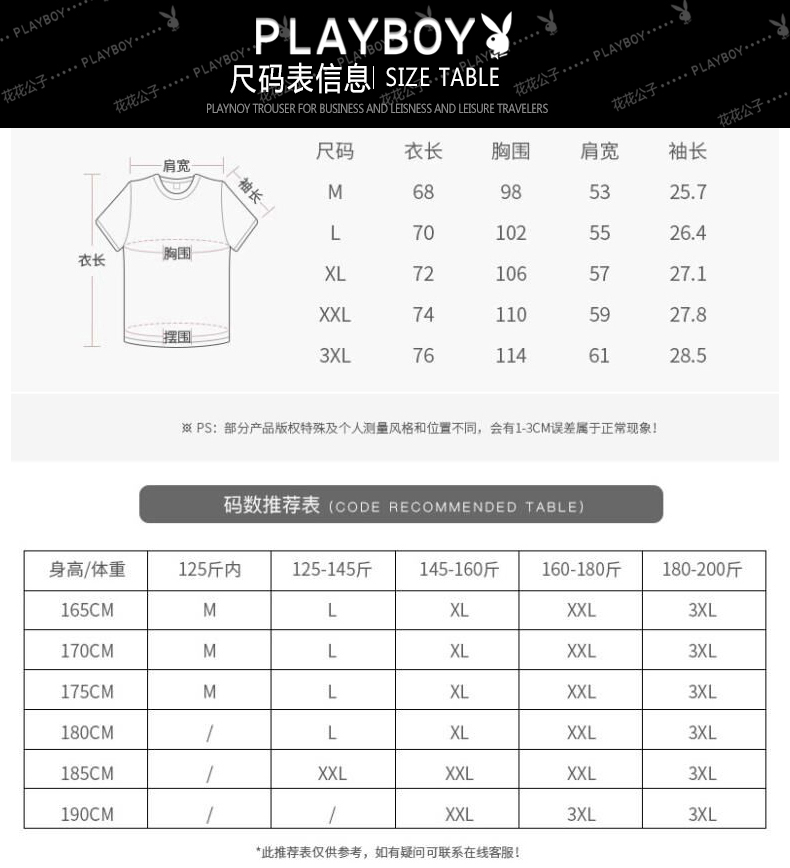 PLAYBOY
尺码表信息 SIZE TABLE
PLAYNOY TROUSER FOR BUSINESS AND LEISNESS AND LEISURE TRAVELERS
肩宽
袖长
衣长
胸围
摆围
尺码 衣长 胸围 肩宽 袖长
M 68 98 53 25.7
L 70 102 55 26.4
XL 72 106 57 27.1
XXL 74 110 59 27.8
3XL 76 114 61 28.5
※ PS：部分产品版权特殊及个人测量风格和位置不同，会有1-3CM误差属于正常现象！
码数推荐表（CODE RECOMMENDED TABLE）
身高/体重 125斤内 125-145斤 145-160斤 160-180斤 180-200斤
165CM M L XL XXL 3XL
170CM M L XL XXL 3XL
175CM M L XL XXL 3XL
180CM / L XL XXL 3XL
185CM / XXL XXL XXL 3XL
190CM / / XXL 3XL 3XL
*此推荐表仅供参考，如有疑问可联系在线客服！